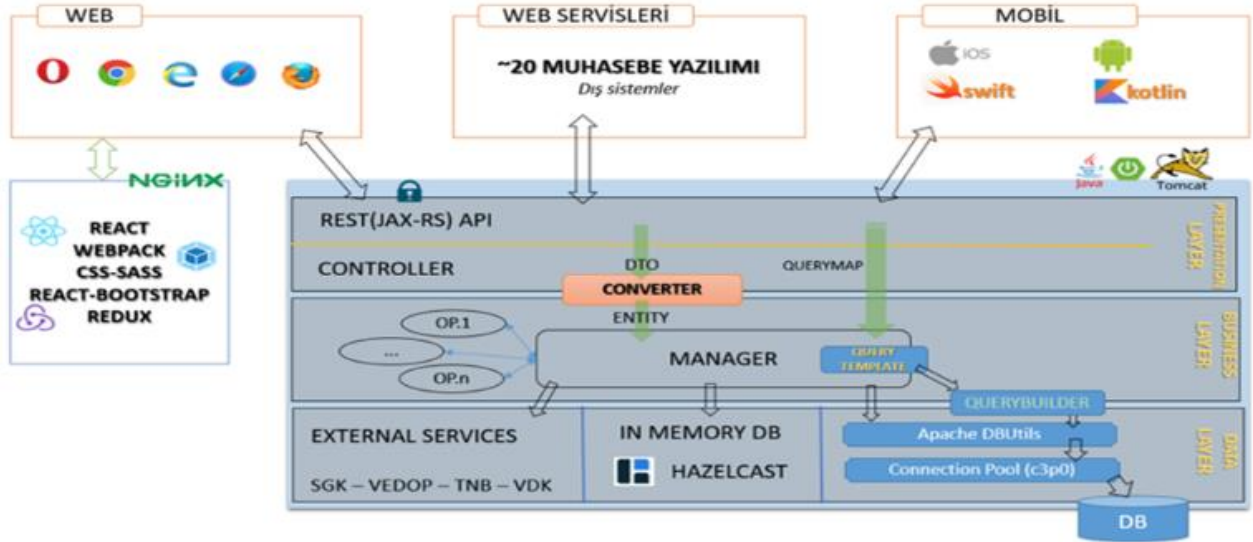 WEB
WEB SERVİSLERİ
~20 MUHASEBE YAZILIMI
Dış sistemler
MOBİL
iOS
swift
kotlin
NGiNX
REACT
WEBPACK
CSS-SASS
REACT-BOOTSTRAP
REDUX
Java
Tomcat
REST(JAX-RS) API
CONTROLLER
DTO
QUERYMAP
CONVERTER
ENTITY
LAYER
OP.1
...
OP.n
MANAGER
QUERY
TEMPLATE
BUSINESS
LAYER
QUERYBUILDER
EXTERNAL SERVICES
SGK – VEDOP – TNB – VDK
IN MEMORY DB
HAZELCAST
Apache DBUtils
Connection Pool (c3p0)
DATA
LAYER
DB